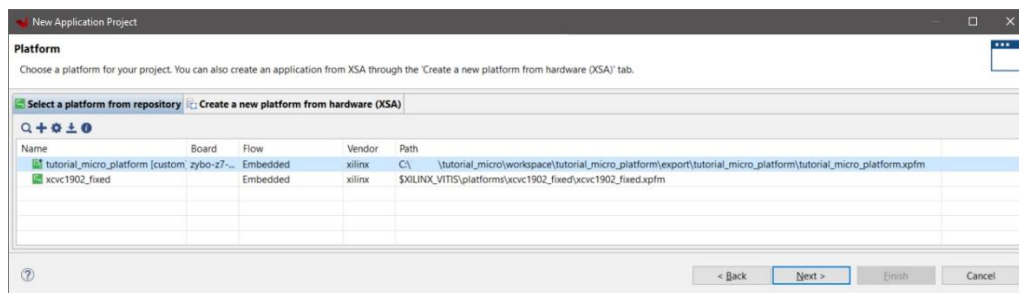 New Application Project
Platform
Choose a platform for your project. You can also create an application from XSA through the 'Create a new platform from hardware (XSA)' tab.
Select a platform from repository Create a new platform from hardware (XSA)
Name Board Flow Vendor Path
tutorial_micro_platform [custom] zybo-z7-... Embedded xilinx C:\ \tutorial_micro\workspace\tutorial_micro_platform\export\tutorial_micro_platform\tutorial_micro_platform.xpfm
xcvc1902_fixed Embedded xilinx $XILINX_VITIS\platforms\xcvc1902_fixed\xcvc1902_fixed.xpfm
< Back Next > Finish Cancel